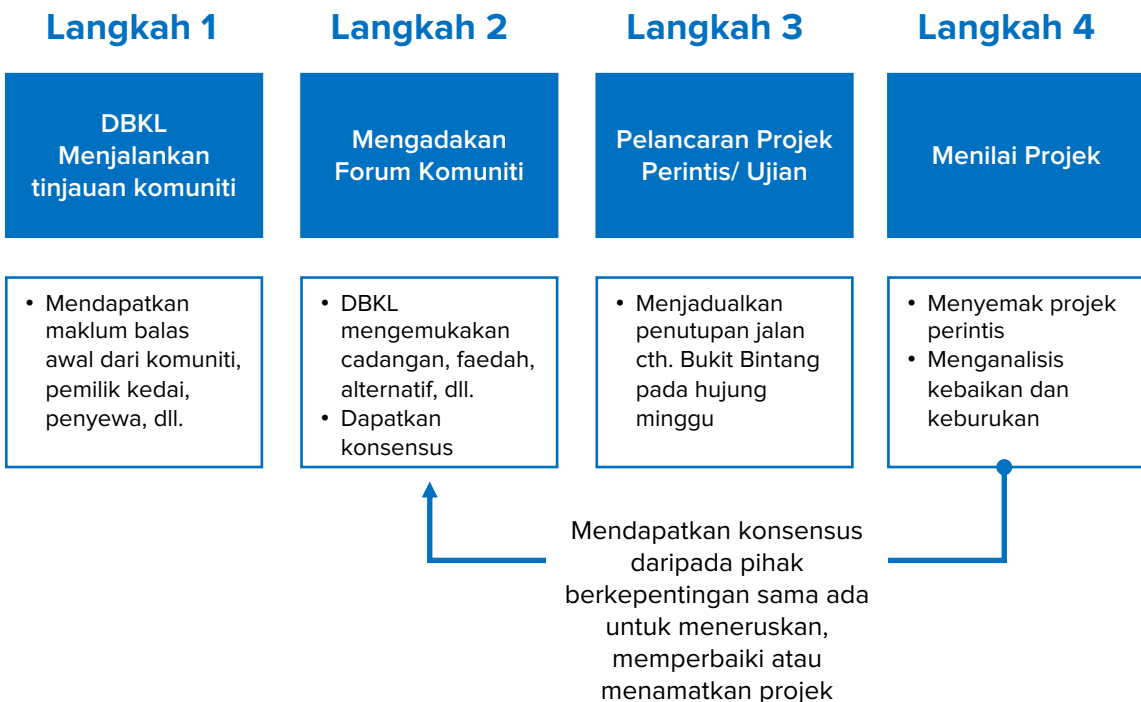 Langkah 1
Langkah 2
Langkah 3
Langkah 4
DBKL
Menjalankan
tinjauan komuniti
Mengadakan
Forum Komuniti
Pelancaran Projek
Perintis/ Ujian
Menilai Projek
• Mendapatkan
maklum balas
awal dari komuniti,
pemilik kedai,
penyewa, dll.
• DBKL
mengemukakan
cadangan, faedah,
alternatif, dll.
• Dapatkan
konsensus
• Menjadualkan
penutupan jalan
cth. Bukit Bintang
pada hujung
minggu
• Menyemak projek
perintis
• Menganalisis
kebaikan dan
keburukan
Mendapatkan konsensus
daripada pihak
berkepentingan sama ada
untuk meneruskan,
memperbaiki atau
menamatkan projek